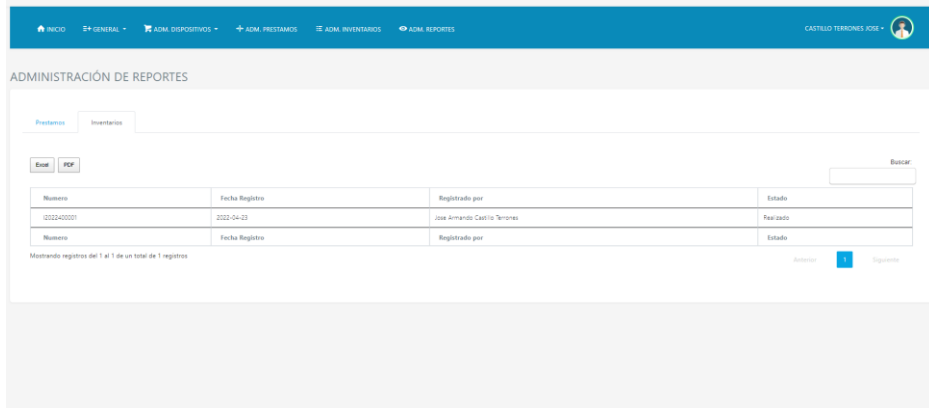 INICIO GENERAL ADM. DISPOSITIVOS ADM. PRESTAMOS ADM. INVENTARIOS ADM. REPORTES CASTILLO TERRONES JOSE
ADMINISTRACIÓN DE REPORTES
Prestamos Inventarios
Excel PDF
Buscar:
Numero Fecha Registro Registrado por Estado
I2022400001 2022-04-23 Jose Armando Castillo Terrones Realizado
Numero Fecha Registro Registrado por Estado
Mostrando registros del 1 al 1 de un total de 1 registros
Anterior 1 Siguiente